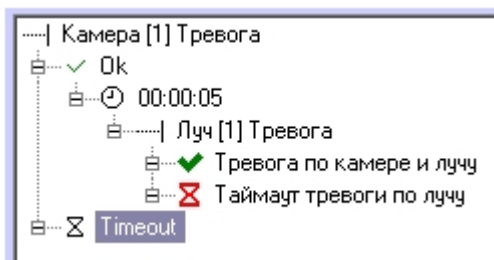 Камера [1] Тревога
Ok
00:00:05
Луч [1] Тревога
Тревога по камере и лучу
Таймаут тревоги по лучу
Timeout